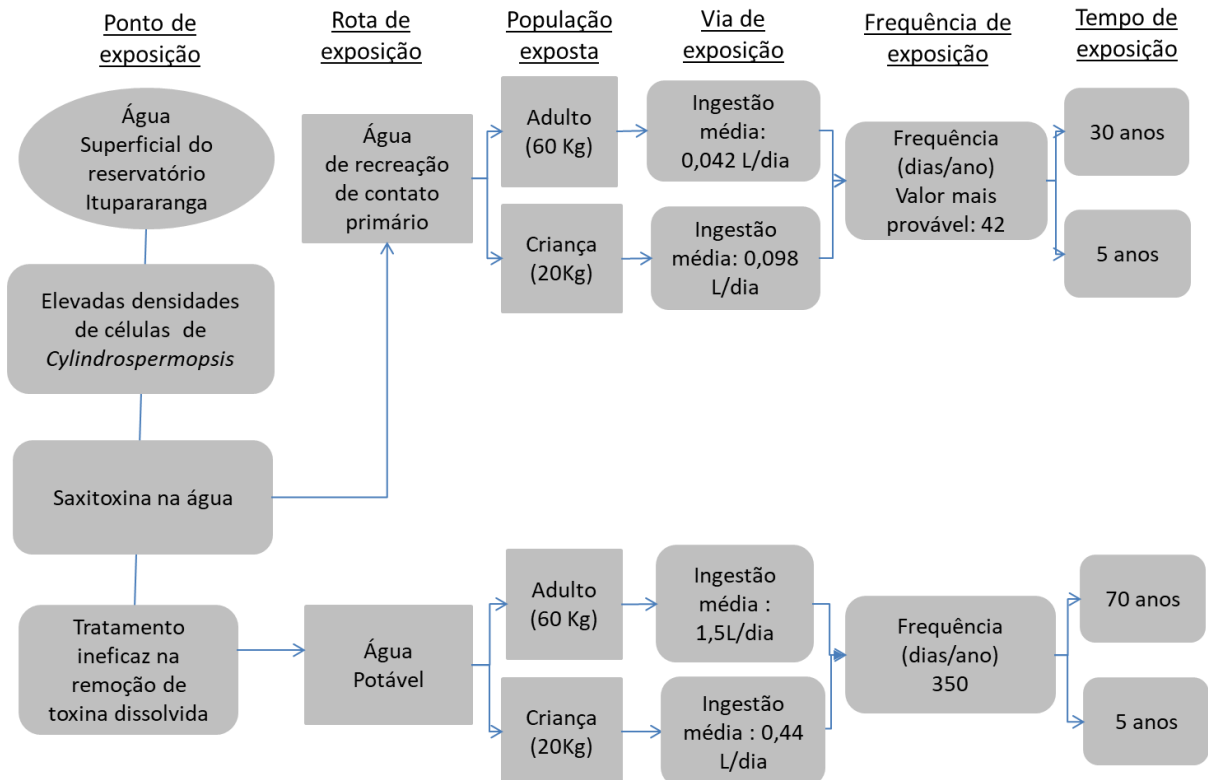 Ponto de
exposição
Rota de
exposição
População
exposta
Via de
exposição
Frequência de
exposição
Tempo de
exposição
Água
Superficial do
reservatório
Itupararanga
Elevadas densidades
de células de
Cylindrospermopsis
Saxitoxina na água
Tratamento
ineficaz na
remoção de
toxina dissolvida
Água
de recreação
de contato
primário
Adulto
(60 Kg)
Ingestão
média:
0,042 L/dia
Criança
(20Kg)
Ingestão
média: 0,098
L/dia
Frequência
(dias/ano)
Valor mais
provável: 42
30 anos
5 anos
Água
Potável
Adulto
(60 Kg)
Ingestão
média :
1,5L/dia
Criança
(20Kg)
Ingestão
média : 0,44
L/dia
Frequência
(dias/ano)
350
70 anos
5 anos